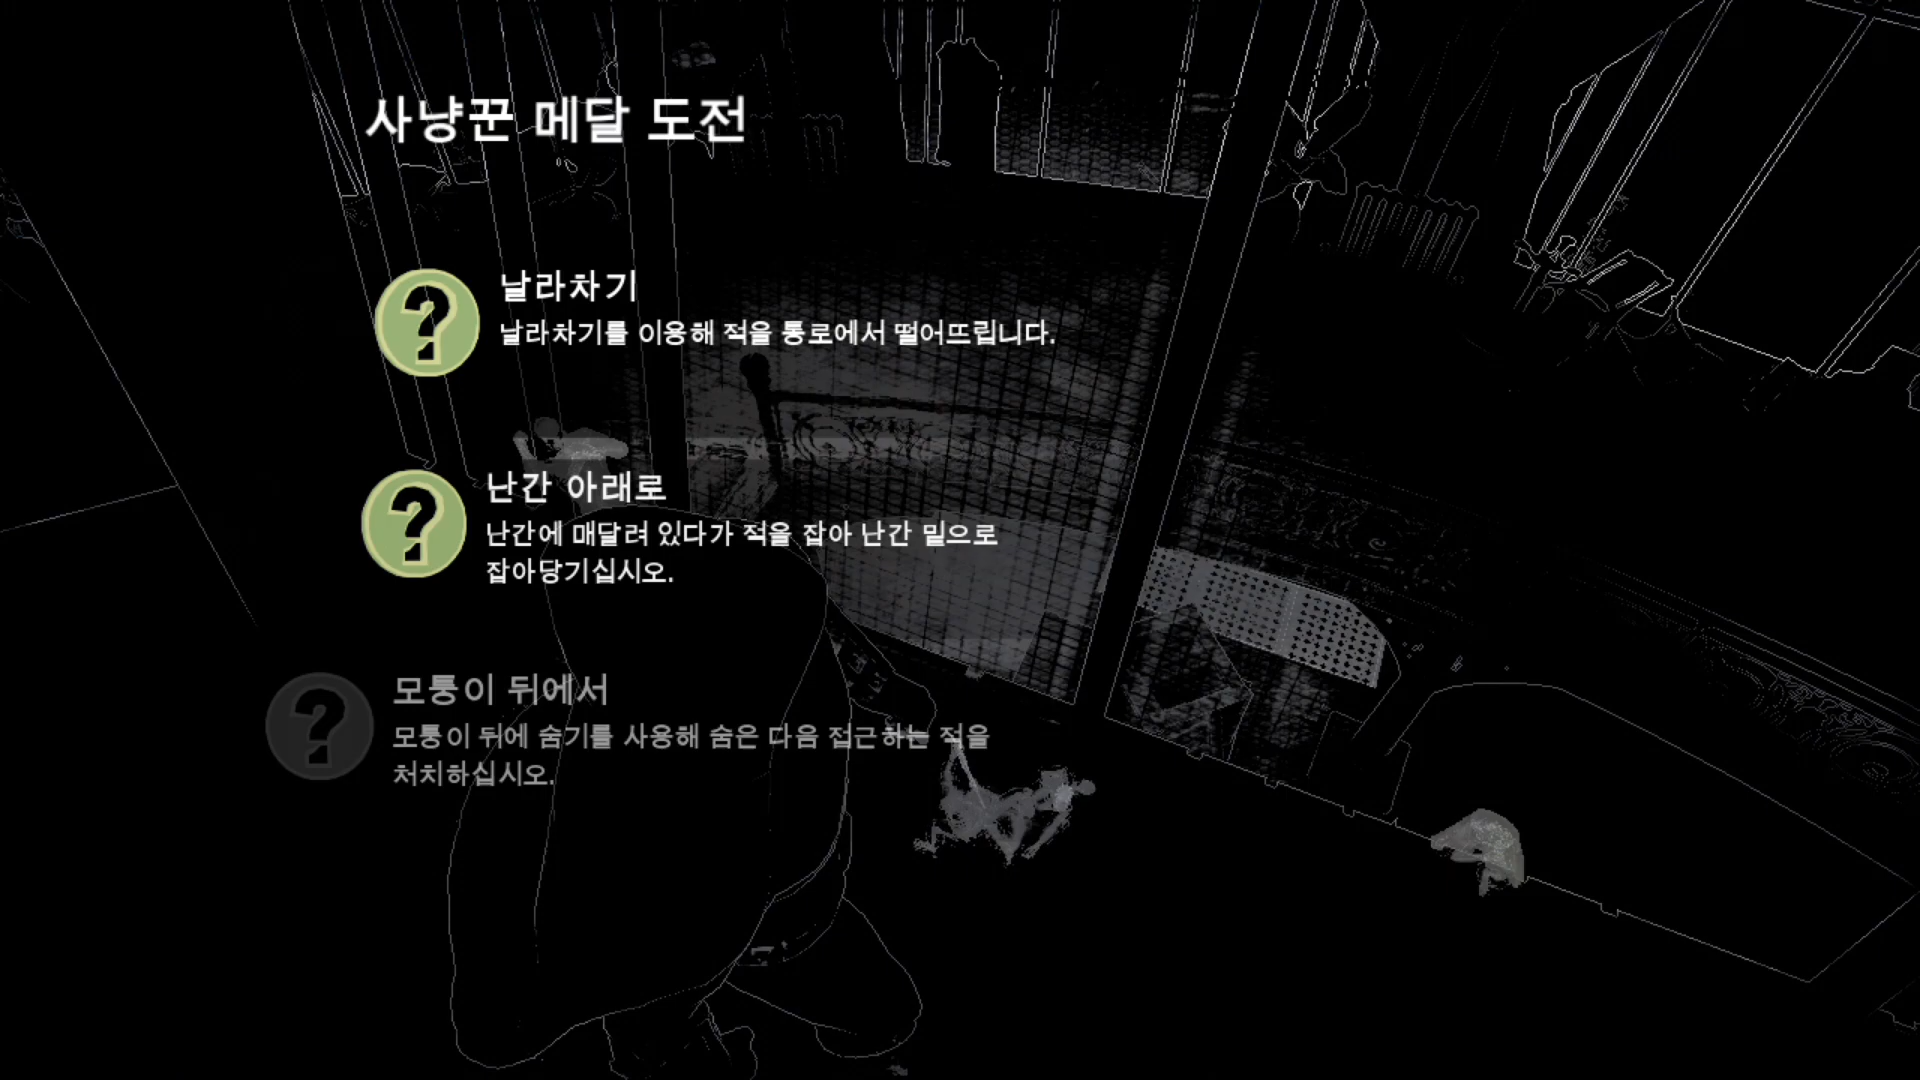 사냥꾼 메달 도전
날라차기
날라차기를 이용해 적을 통로에서 떨어뜨립니다.
난간 아래로
난간에 매달려 있다가 적을 잡아 난간 밑으로
잡아당기십시오.
모퉁이 뒤에서
모퉁이 뒤에 숨기를 사용해 숨은 다음 접근하는 적을
처치하십시오.